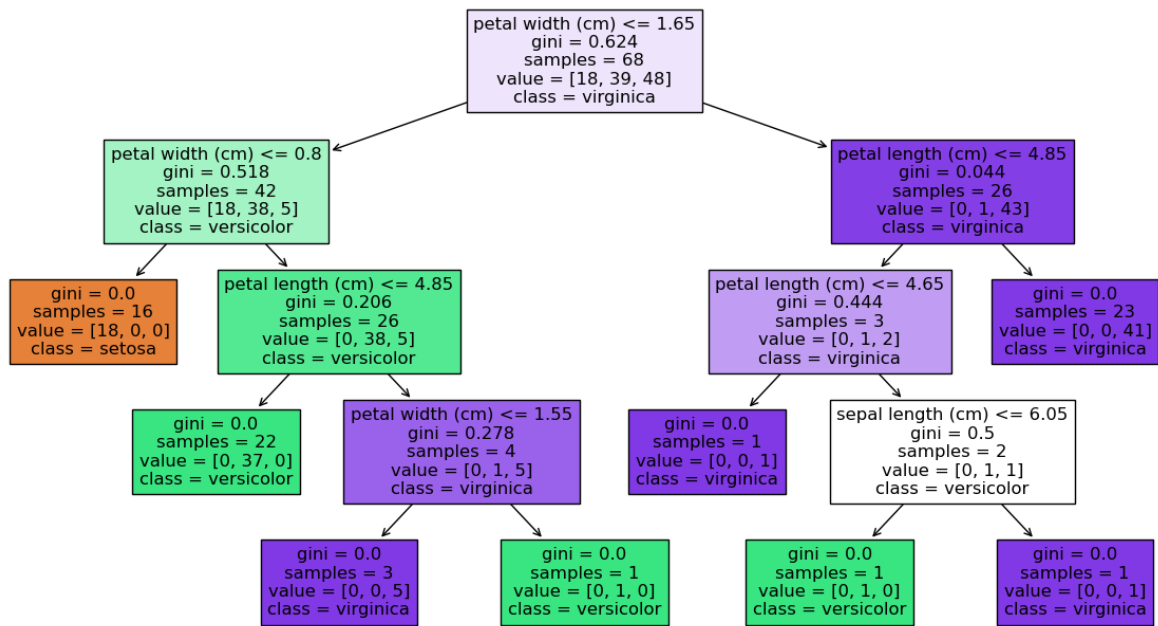 petal width (cm) <= 1.65
gini = 0.624
samples = 68
value = [18, 39, 48]
class = virginica
petal width (cm) <= 0.8
gini = 0.518
samples = 42
value = [18, 38, 5]
class = versicolor
petal length (cm) <= 4.85
gini = 0.044
samples = 26
value = [0, 1, 43]
class = virginica
gini = 0.0
samples = 16
value = [18, 0, 0]
class = setosa
petal length (cm) <= 4.85
gini = 0.206
samples = 26
value = [0, 38, 5]
class = versicolor
petal length (cm) <= 4.65
gini = 0.444
samples = 3
value = [0, 1, 2]
class = virginica
gini = 0.0
samples = 23
value = [0, 0, 41]
class = virginica
gini = 0.0
samples = 22
value = [0, 37, 0]
class = versicolor
petal width (cm) <= 1.55
gini = 0.278
samples = 4
value = [0, 1, 5]
class = virginica
gini = 0.0
samples = 1
value = [0, 0, 1]
class = virginica
sepal length (cm) <= 6.05
gini = 0.5
samples = 2
value = [0, 1, 1]
class = versicolor
gini = 0.0
samples = 3
value = [0, 0, 5]
class = virginica
gini = 0.0
samples = 1
value = [0, 1, 0]
class = versicolor
gini = 0.0
samples = 1
value = [0, 1, 0]
class = versicolor
gini = 0.0
samples = 1
value = [0, 0, 1]
class = virginica